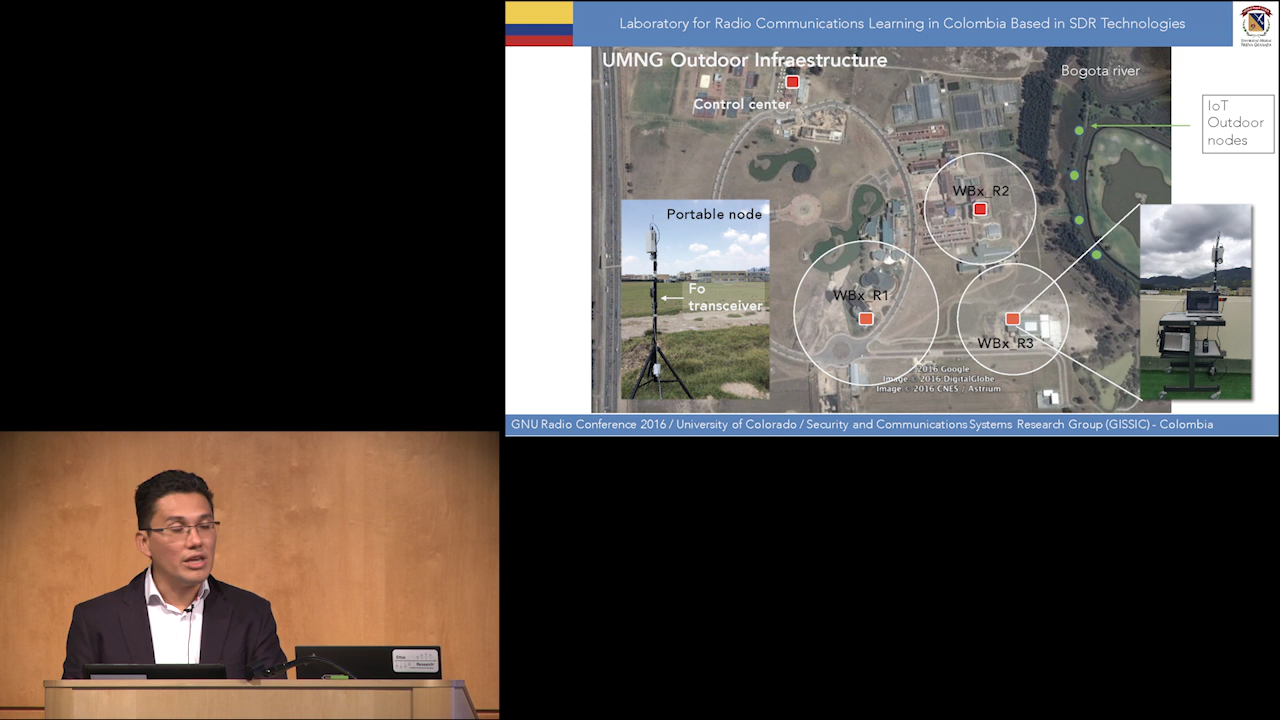 Laboratory for Radio Communications Learning in Colombia Based in SDR Technologies
UMNG Outdoor Infraestructure
Bogota river
Control center
IoT
Outdoor
nodes
WBx_R2
Portable node
Fo
transceiver
WBx_R1
WBx_R3
2016 Google
Image © 2016 DigitalGlobe
Image © 2016 CNES / Astrium
GNU Radio Conference 2016 / University of Colorado / Security and Communications Systems Research Group (GISSIC) - Colombia
Ettus
Research